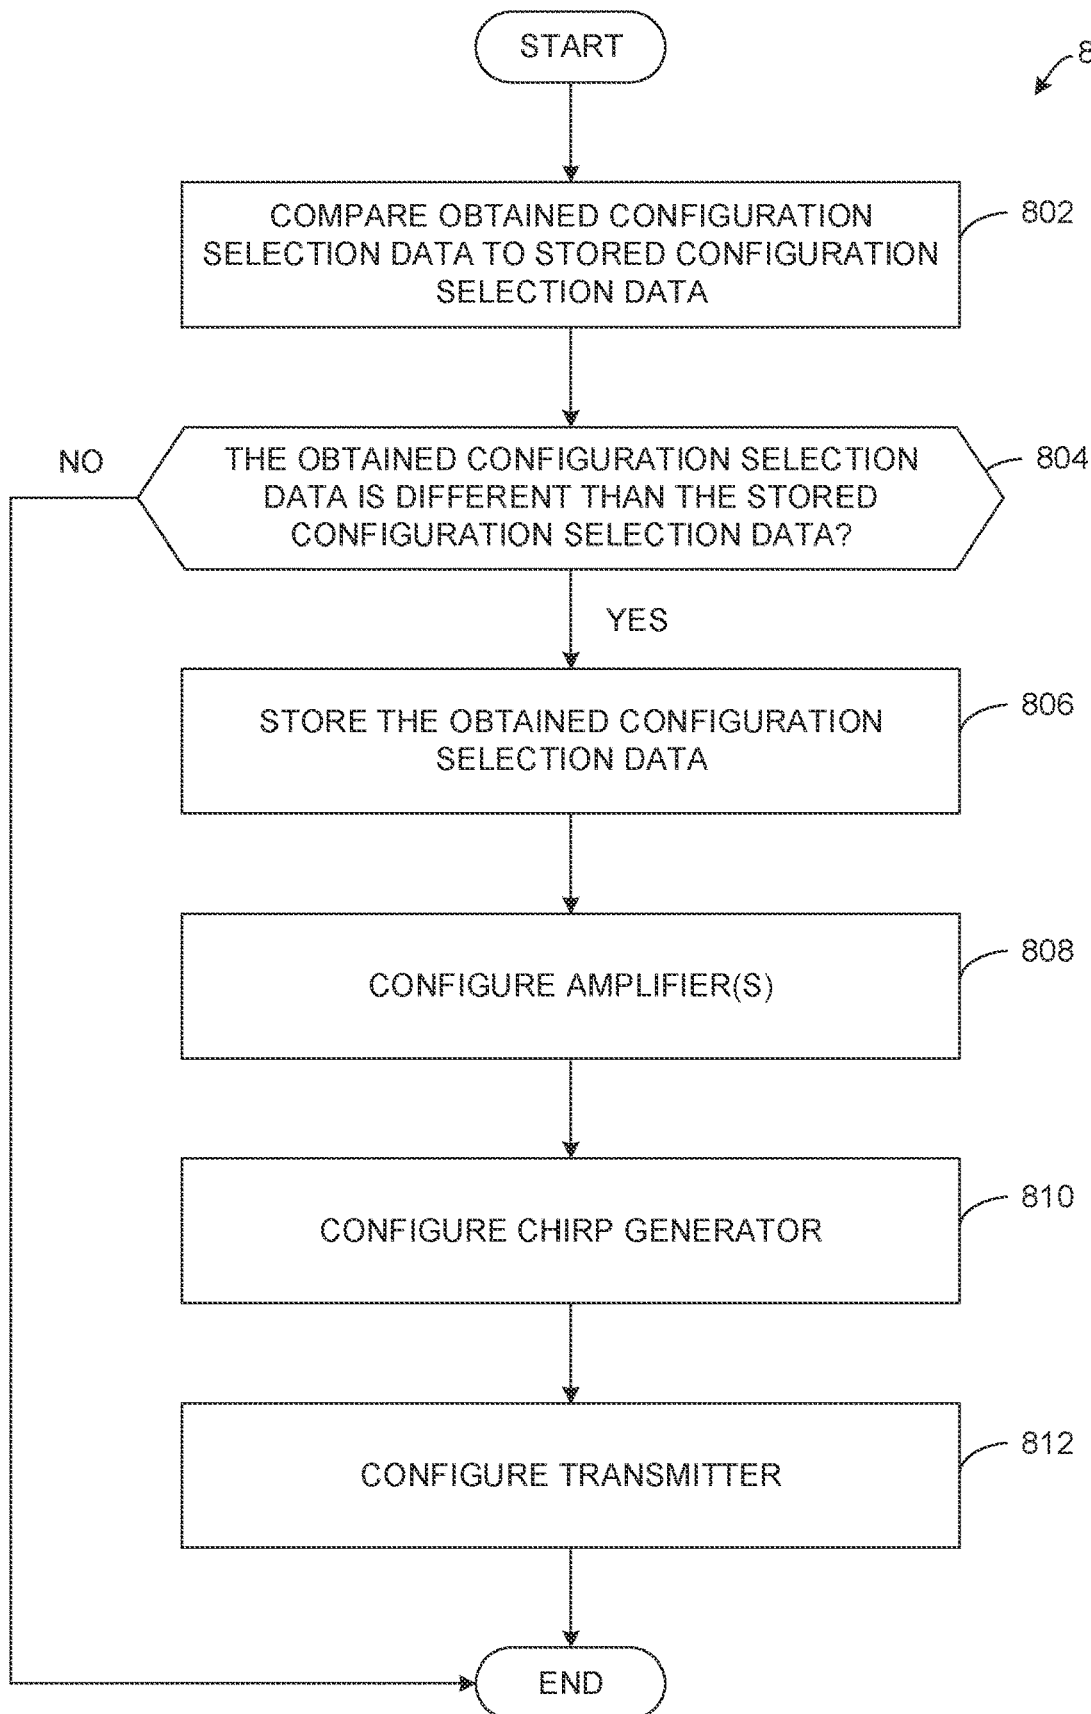 START
8
COMPARE OBTAINED CONFIGURATION
SELECTION DATA TO STORED CONFIGURATION
SELECTION DATA
802
NO
THE OBTAINED CONFIGURATION SELECTION
DATA IS DIFFERENT THAN THE STORED
CONFIGURATION SELECTION DATA?
804
YES
STORE THE OBTAINED CONFIGURATION
SELECTION DATA
806
CONFIGURE AMPLIFIER(S)
808
CONFIGURE CHIRP GENERATOR
810
CONFIGURE TRANSMITTER
812
END